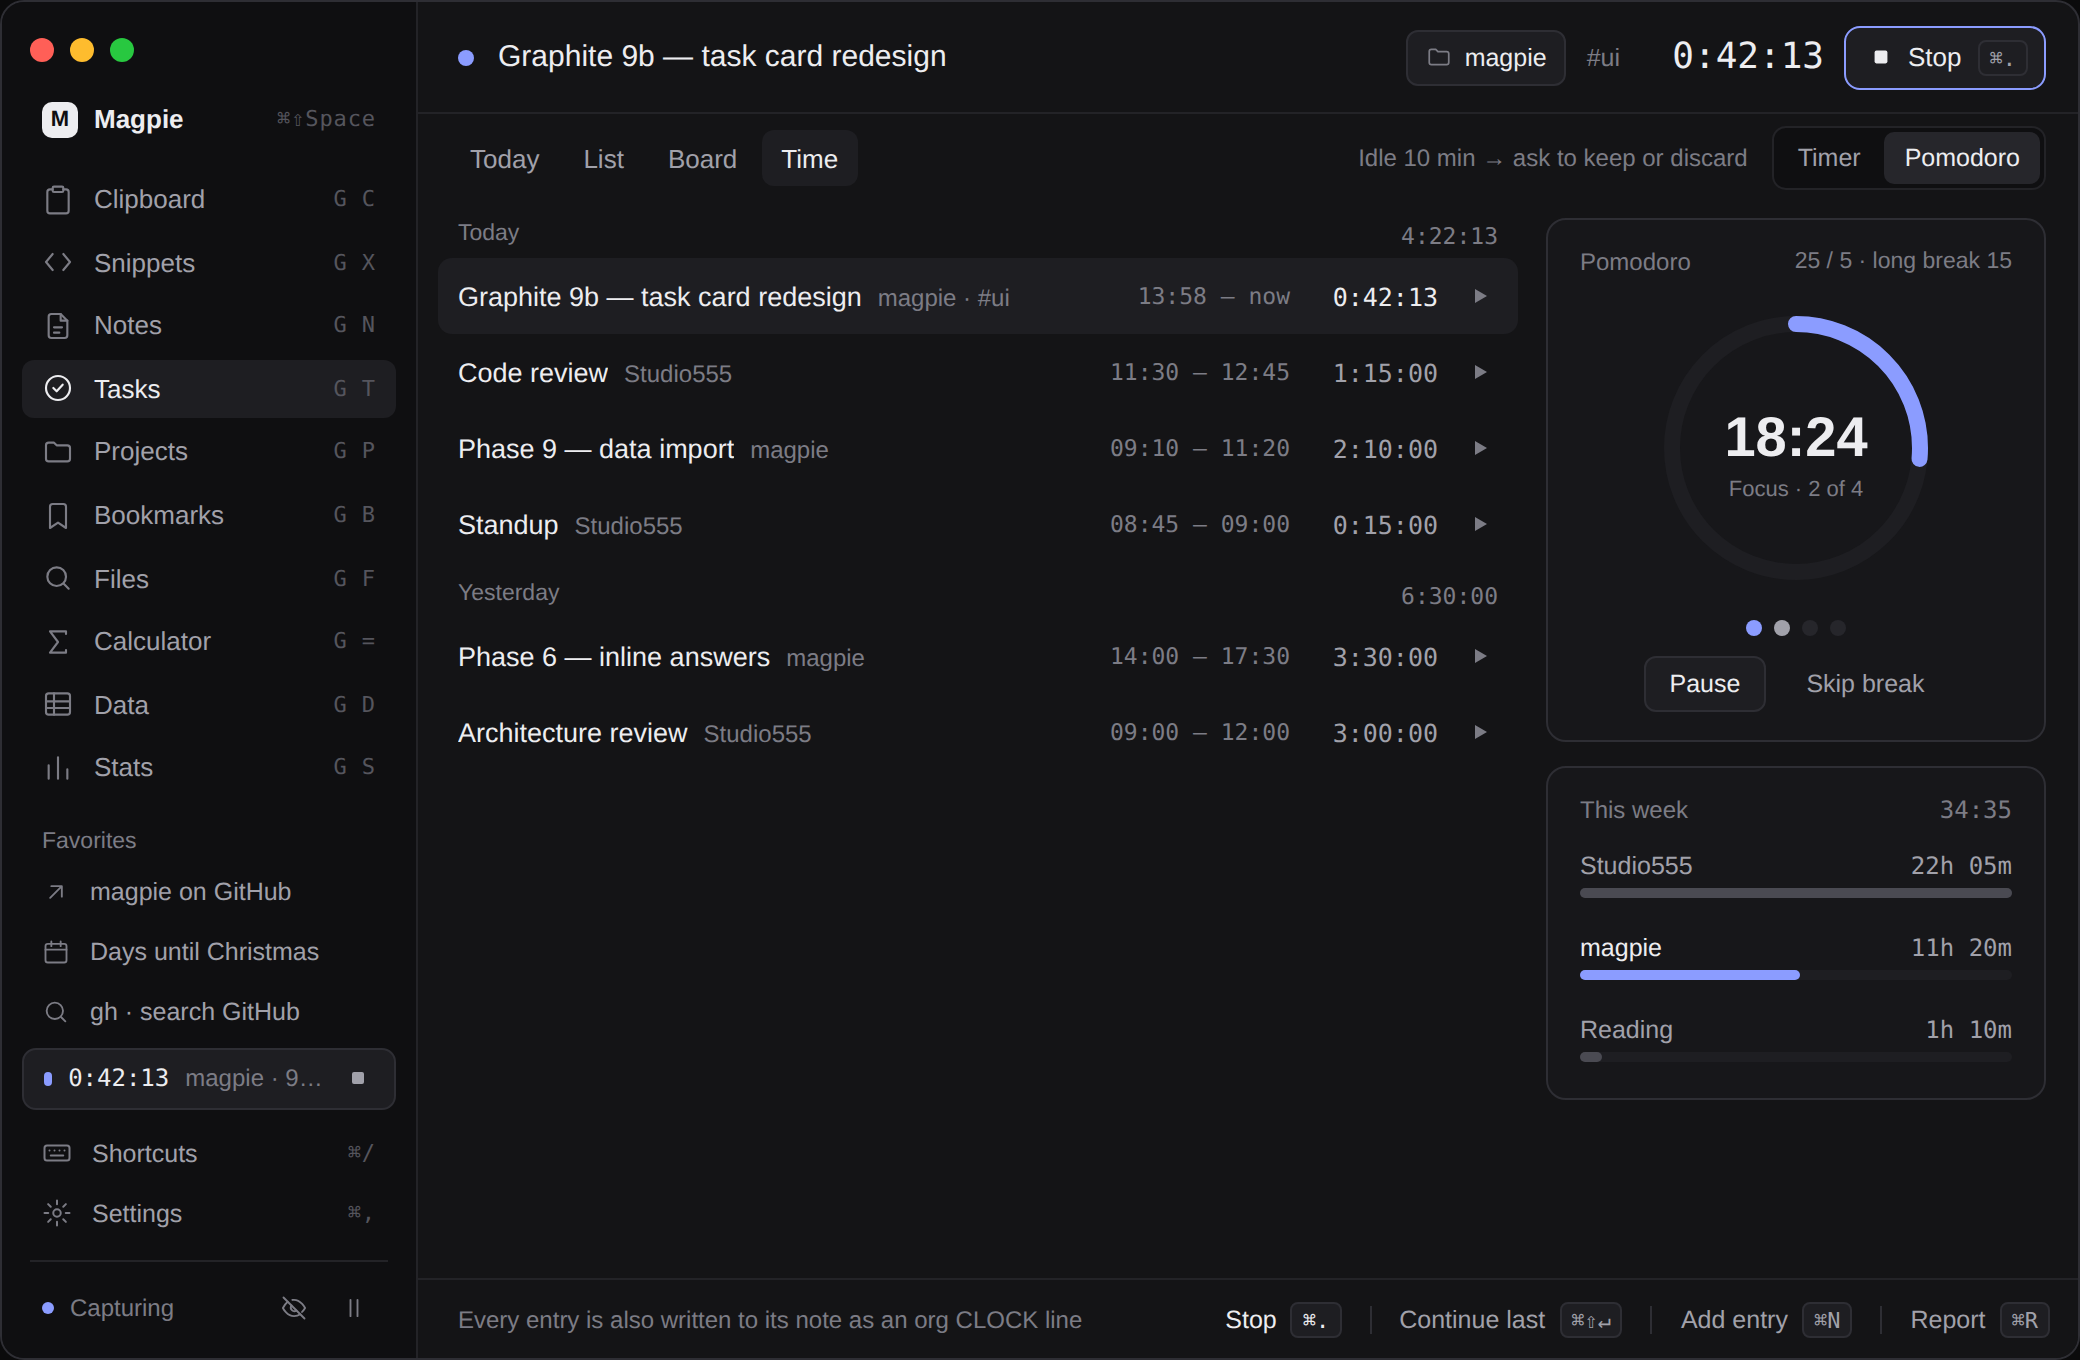 M Magpie ⌘⇧Space
Clipboard G C
Snippets G X
Notes G N
Tasks G T
Projects G P
Bookmarks G B
Files G F
Calculator G =
Data G D
Stats G S
Favorites
magpie on GitHub
Days until Christmas
gh · search GitHub
0:42:13 magpie · 9…
Shortcuts ⌘/
Settings ⌘,
Capturing
Graphite 9b — task card redesign magpie #ui 0:42:13 Stop ⌘.
Today List Board Time Idle 10 min → ask to keep or discard Timer Pomodoro
Today 4:22:13
Graphite 9b — task card redesign magpie · #ui 13:58 – now 0:42:13
Code review Studio555 11:30 – 12:45 1:15:00
Phase 9 — data import magpie 09:10 – 11:20 2:10:00
Standup Studio555 08:45 – 09:00 0:15:00
Yesterday 6:30:00
Phase 6 — inline answers magpie 14:00 – 17:30 3:30:00
Architecture review Studio555 09:00 – 12:00 3:00:00
Pomodoro 25 / 5 · long break 15
18:24
Focus · 2 of 4
Pause Skip break
This week 34:35
Studio555 22h 05m
magpie 11h 20m
Reading 1h 10m
Every entry is also written to its note as an org CLOCK line Stop ⌘. Continue last ⌘⇧↵ Add entry ⌘N Report ⌘R